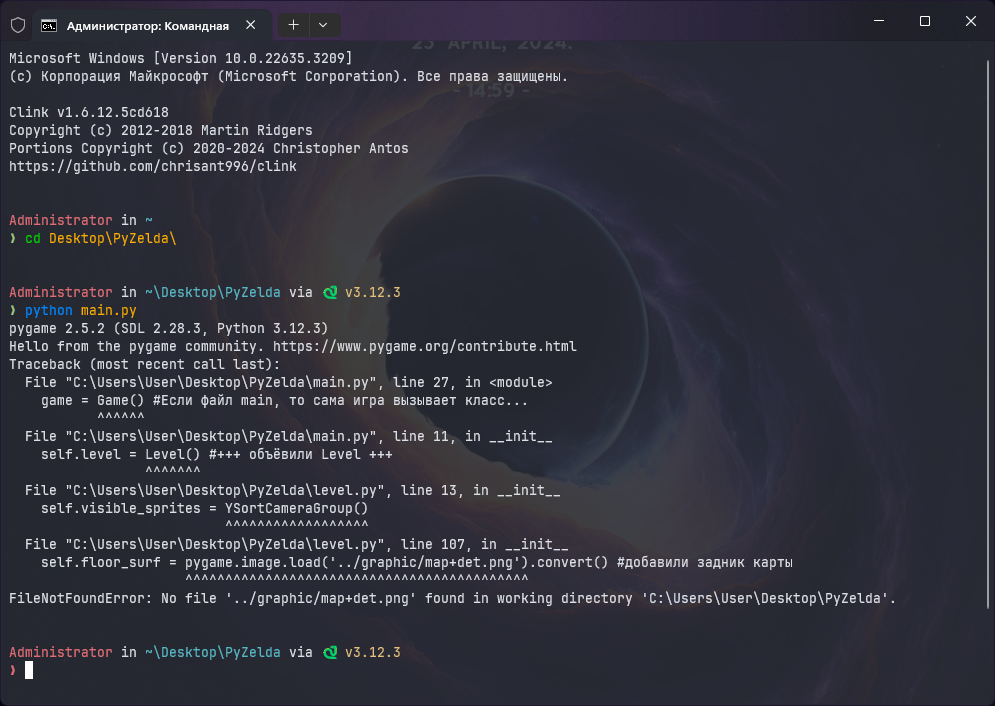 Администратор: Командная
25 APRIL, 2024.
- 14:59 -
Microsoft Windows [Version 10.0.22635.3209]
(c) Корпорация Майкрософт (Microsoft Corporation). Все права защищены.
Clink v1.6.12.5cd618
Copyright (c) 2012-2018 Martin Ridgers
Portions Copyright (c) 2020-2024 Christopher Antos
https://github.com/chrisant996/clink
Administrator in ~
❯ cd Desktop\PyZelda\
Administrator in ~\Desktop\PyZelda via v3.12.3
❯ python main.py
pygame 2.5.2 (SDL 2.28.3, Python 3.12.3)
Hello from the pygame community. https://www.pygame.org/contribute.html
Traceback (most recent call last):
  File "C:\Users\User\Desktop\PyZelda\main.py", line 27, in <module>
    game = Game() #Если файл main, то сама игра вызывает класс...
           ^^^^^^
  File "C:\Users\User\Desktop\PyZelda\main.py", line 11, in __init__
    self.level = Level() #+++ объёвили Level +++
                 ^^^^^^^
  File "C:\Users\User\Desktop\PyZelda\level.py", line 13, in __init__
    self.visible_sprites = YSortCameraGroup()
                           ^^^^^^^^^^^^^^^^^^
  File "C:\Users\User\Desktop\PyZelda\level.py", line 107, in __init__
    self.floor_surf = pygame.image.load('../graphic/map+det.png').convert() #добавили задник карты
                      ^^^^^^^^^^^^^^^^^^^^^^^^^^^^^^^^^^^^^^^^^^^
FileNotFoundError: No file '../graphic/map+det.png' found in working directory 'C:\Users\User\Desktop\PyZelda'.
Administrator in ~\Desktop\PyZelda via v3.12.3
❯